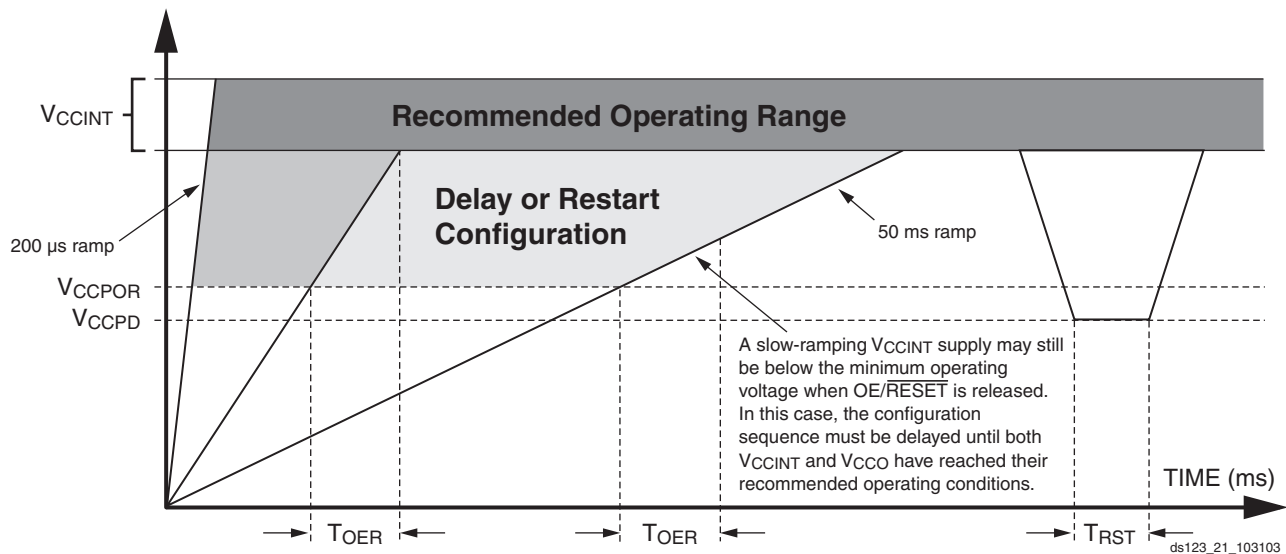 VCCINT
Recommended Operating Range
Delay or Restart
Configuration
200 µs ramp
50 ms ramp
VCCPOR
VCCPD
A slow-ramping VCCINT supply may still
be below the minimum operating
voltage when OE/RESET is released.
In this case, the configuration
sequence must be delayed until both
VCCINT and VCCO have reached their
recommended operating conditions.
TIME (ms)
TOER
TOER
TRST
ds123_21_103103